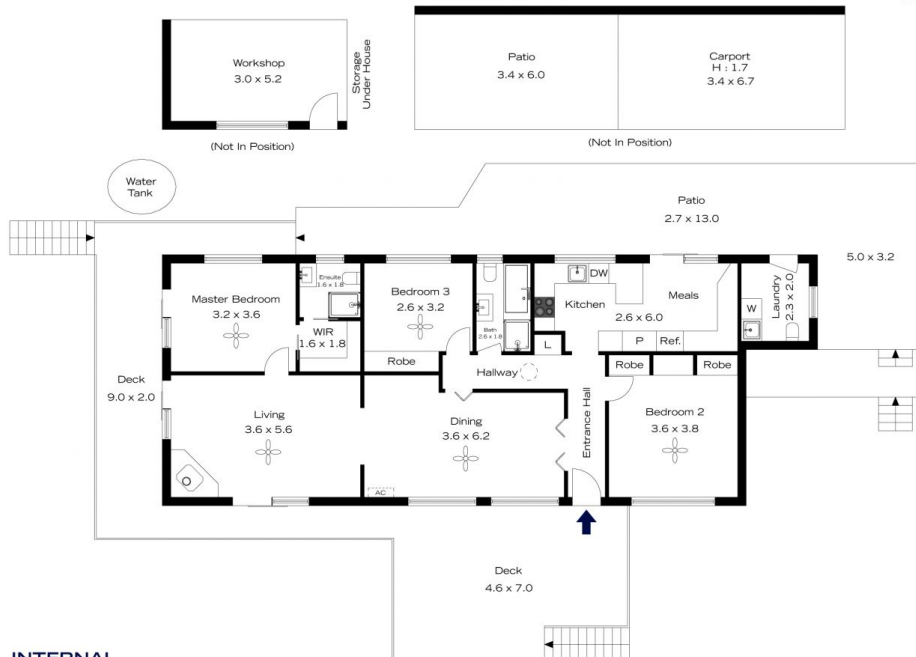 Workshop
3.0 x 5.2
Storage
Under House
(Not In Position)
Patio
3.4 x 6.0
Carport
H : 1.7
3.4 x 6.7
(Not In Position)
Water
Tank
Patio
2.7 x 13.0
5.0 x 3.2
Master Bedroom
3.2 x 3.6
Ensuite
1.6 x 1.8
WIR
1.6 x 1.8
Bedroom 3
2.6 x 3.2
Robe
Bath
2.6 x 1.8
DW
Kitchen
Meals
2.6 x 6.0
L
P
Ref.
W
Laundry
2.3 x 2.0
Hallway
Robe
Robe
Deck
9.0 x 2.0
Living
3.6 x 5.6
Dining
3.6 x 6.2
AC
Entrance Hall
Bedroom 2
3.6 x 3.8
Deck
4.6 x 7.0
INTERNAL